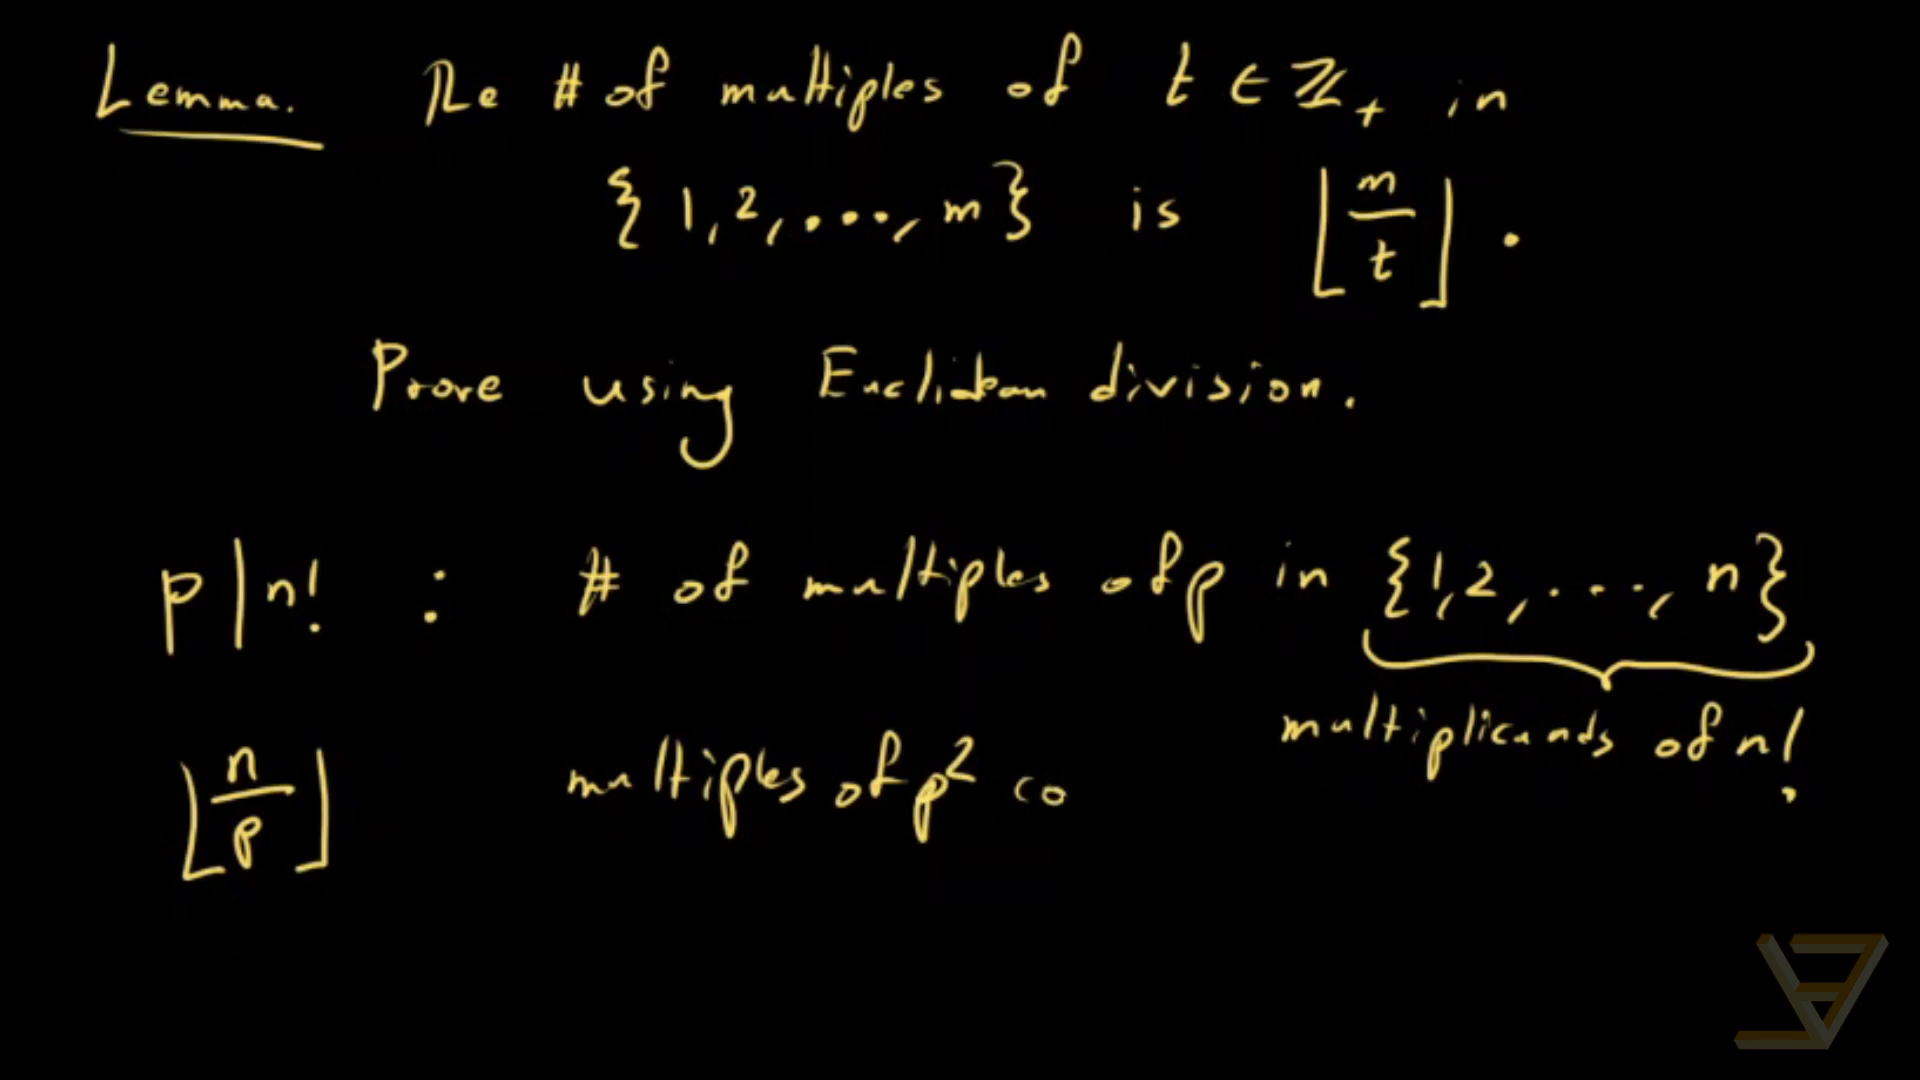 Lemma. The # of multiples of t ∈ ℤ₊ in
{1,2,...,m} is ⌊m/t⌋.
Prove using Euclidean division.
p|n! : # of multiples of p in {1,2,...,n}
multiplicands of n!
⌊n/p⌋ multiples of p² co